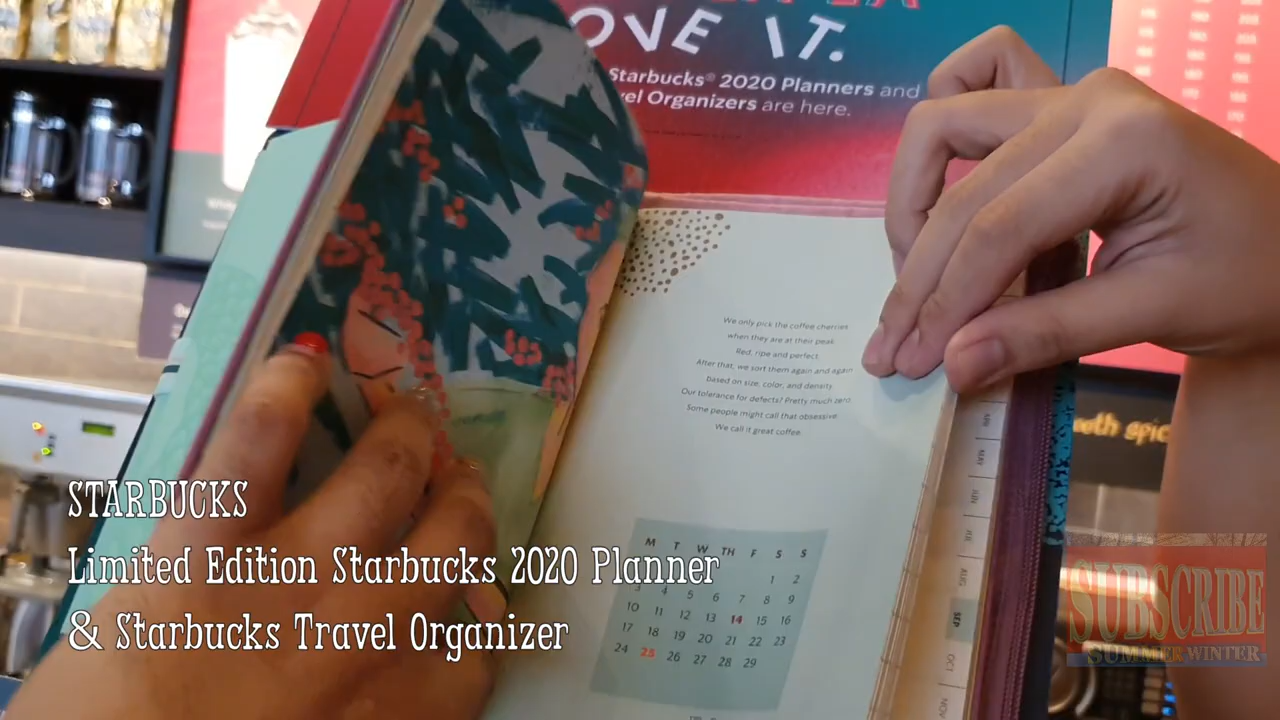 OVE IT.
Starbucks® 2020 Planners and
vel Organizers are here.
We only pick the coffee cherries
when they are at their peak.
Red, ripe and perfect.
After that, we sort them again and again
based on size, color, and density.
Our tolerance for defects? Pretty much zero.
Some people might call that obsessive.
We call it great coffee.
M T W TH F S S
1 2
3 4 5 6 7 8 9
10 11 12 13 14 15 16
17 18 19 20 21 22 23
24 25 26 27 28 29
APR
MAY
JUN
JUL
AUG
SEP
OCT
NOV
STARBUCKS
Limited Edition Starbucks 2020 Planner
& Starbucks Travel Organizer
SUBSCRIBE
SUMMER WINTER